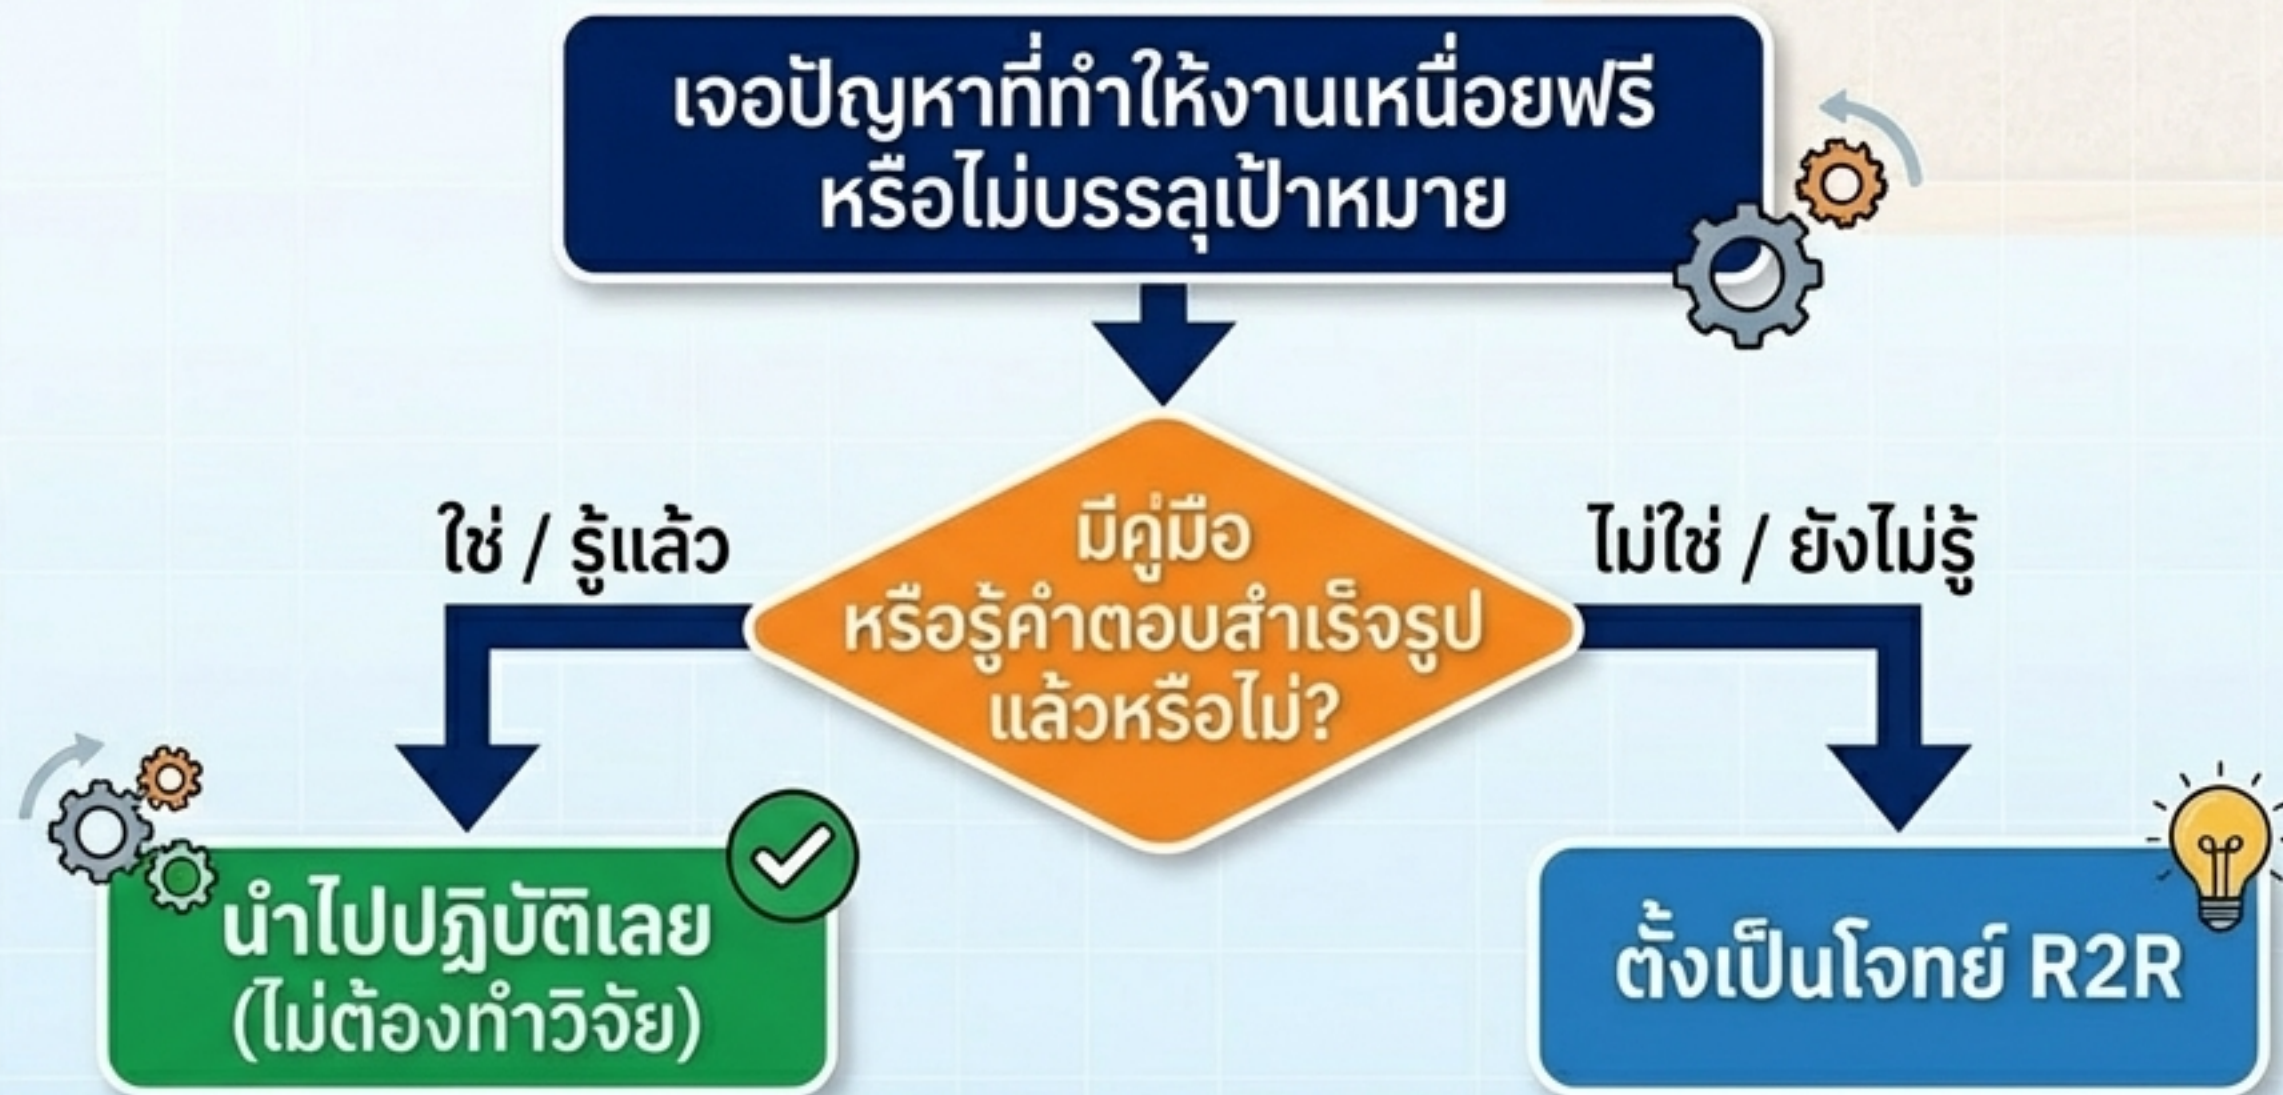 เจอปัญหาที่ทำให้งานเหนื่อยฟรี
หรือไม่บรรลุเป้าหมาย
มีคู่มือ
หรือรู้คำตอบสำเร็จรูป
แล้วหรือไม่?
ใช่ / รู้แล้ว
ไม่ใช่ / ยังไม่รู้
นำไปปฏิบัติเลย
(ไม่ต้องทำวิจัย)
ตั้งเป็นโจทย์ R2R